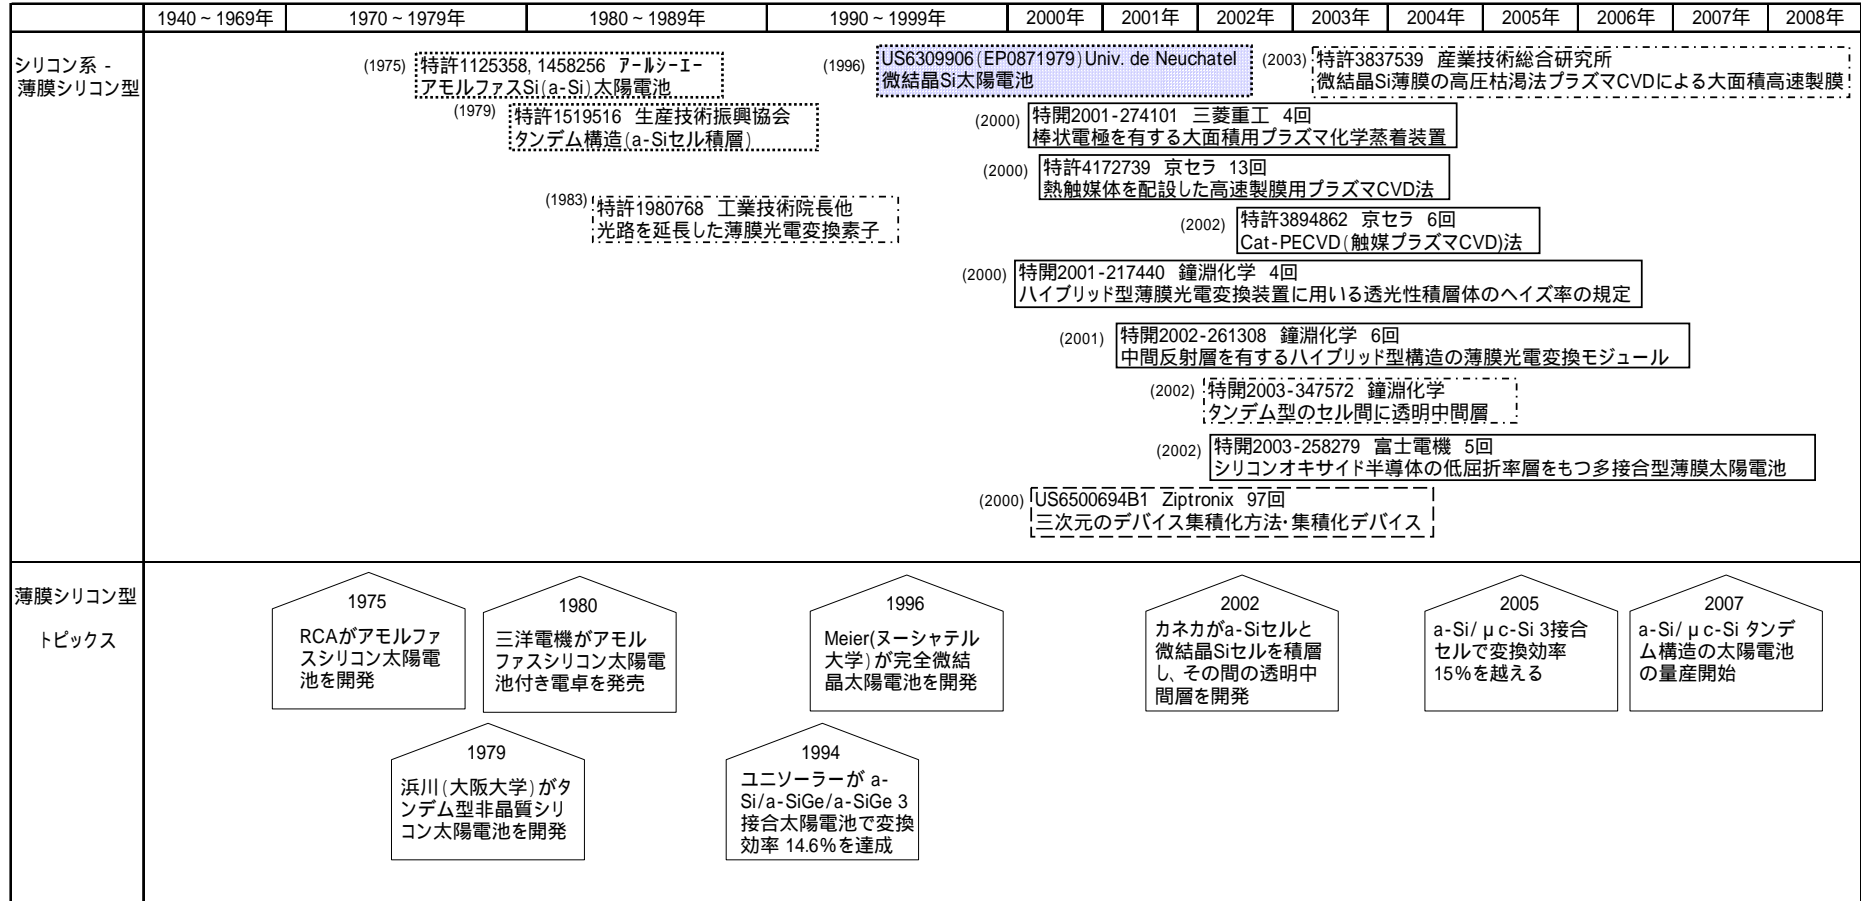 1940～1969年 1970～1979年 1980～1989年 1990～1999年 2000年 2001年 2002年 2003年 2004年 2005年 2006年 2007年 2008年
シリコン系 -
薄膜シリコン型
(1975)
特許1125358, 1458256 アールシーエー
アモルファスSi(a-Si)太陽電池
(1996)
US6309906(EP0871979)Univ. de Neuchatel
微結晶Si太陽電池
(2003)
特許3837539 産業技術総合研究所
微結晶Si薄膜の高圧枯渇法プラズマCVDによる大面積高速製膜
(1979)
特許1519516 生産技術振興協会
タンデム構造(a-Siセル積層)
(2000)
特開2001-274101 三菱重工 4回
棒状電極を有する大面積用プラズマ化学蒸着装置
(2000)
特許4172739 京セラ 13回
熱触媒体を配設した高速製膜用プラズマCVD法
(1983)
特許1980768 工業技術院長他
光路を延長した薄膜光電変換素子
(2002)
特許3894862 京セラ 6回
Cat-PECVD(触媒プラズマCVD)法
(2000)
特開2001-217440 鐘淵化学 4回
ハイブリッド型薄膜光電変換装置に用いる透光性積層体のヘイズ率の規定
(2001)
特開2002-261308 鐘淵化学 6回
中間反射層を有するハイブリッド型構造の薄膜光電変換モジュール
(2002)
特開2003-347572 鐘淵化学
タンデム型のセル間に透明中間層
(2002)
特開2003-258279 富士電機 5回
シリコンオキサイド半導体の低屈折率層をもつ多接合型薄膜太陽電池
(2000)
US6500694B1 Ziptronix 97回
三次元のデバイス集積化方法・集積化デバイス
薄膜シリコン型
トピックス
1975
RCAがアモルファ
スシリコン太陽電
池を開発
1980
三洋電機がアモル
ファスシリコン太陽電
池付き電卓を発売
1996
Meier(ヌーシャテル
大学)が完全微結
晶太陽電池を開発
2002
カネカがa-Siセルと
微結晶Siセルを積層
し、その間の透明中
間層を開発
2005
a-Si/μc-Si 3接合
セルで変換効率
15%を越える
2007
a-Si/μc-Si タンデ
ム構造の太陽電池
の量産開始
1979
浜川(大阪大学)がタ
ンデム型非晶質シリ
コン太陽電池を開発
1994
ユニソーラーが a-
Si/a-SiGe/a-SiGe 3
接合太陽電池で変換
効率 14.6%を達成